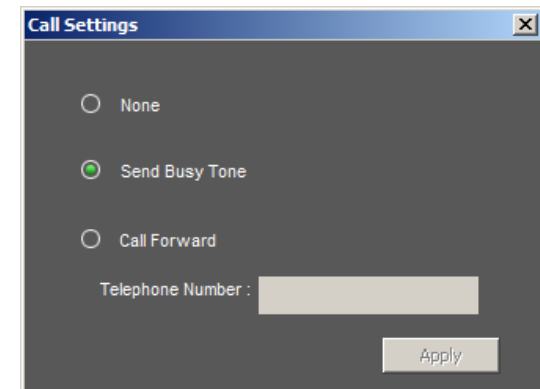 Call Settings
None
Send Busy Tone
Call Forward
Telephone Number :
Apply